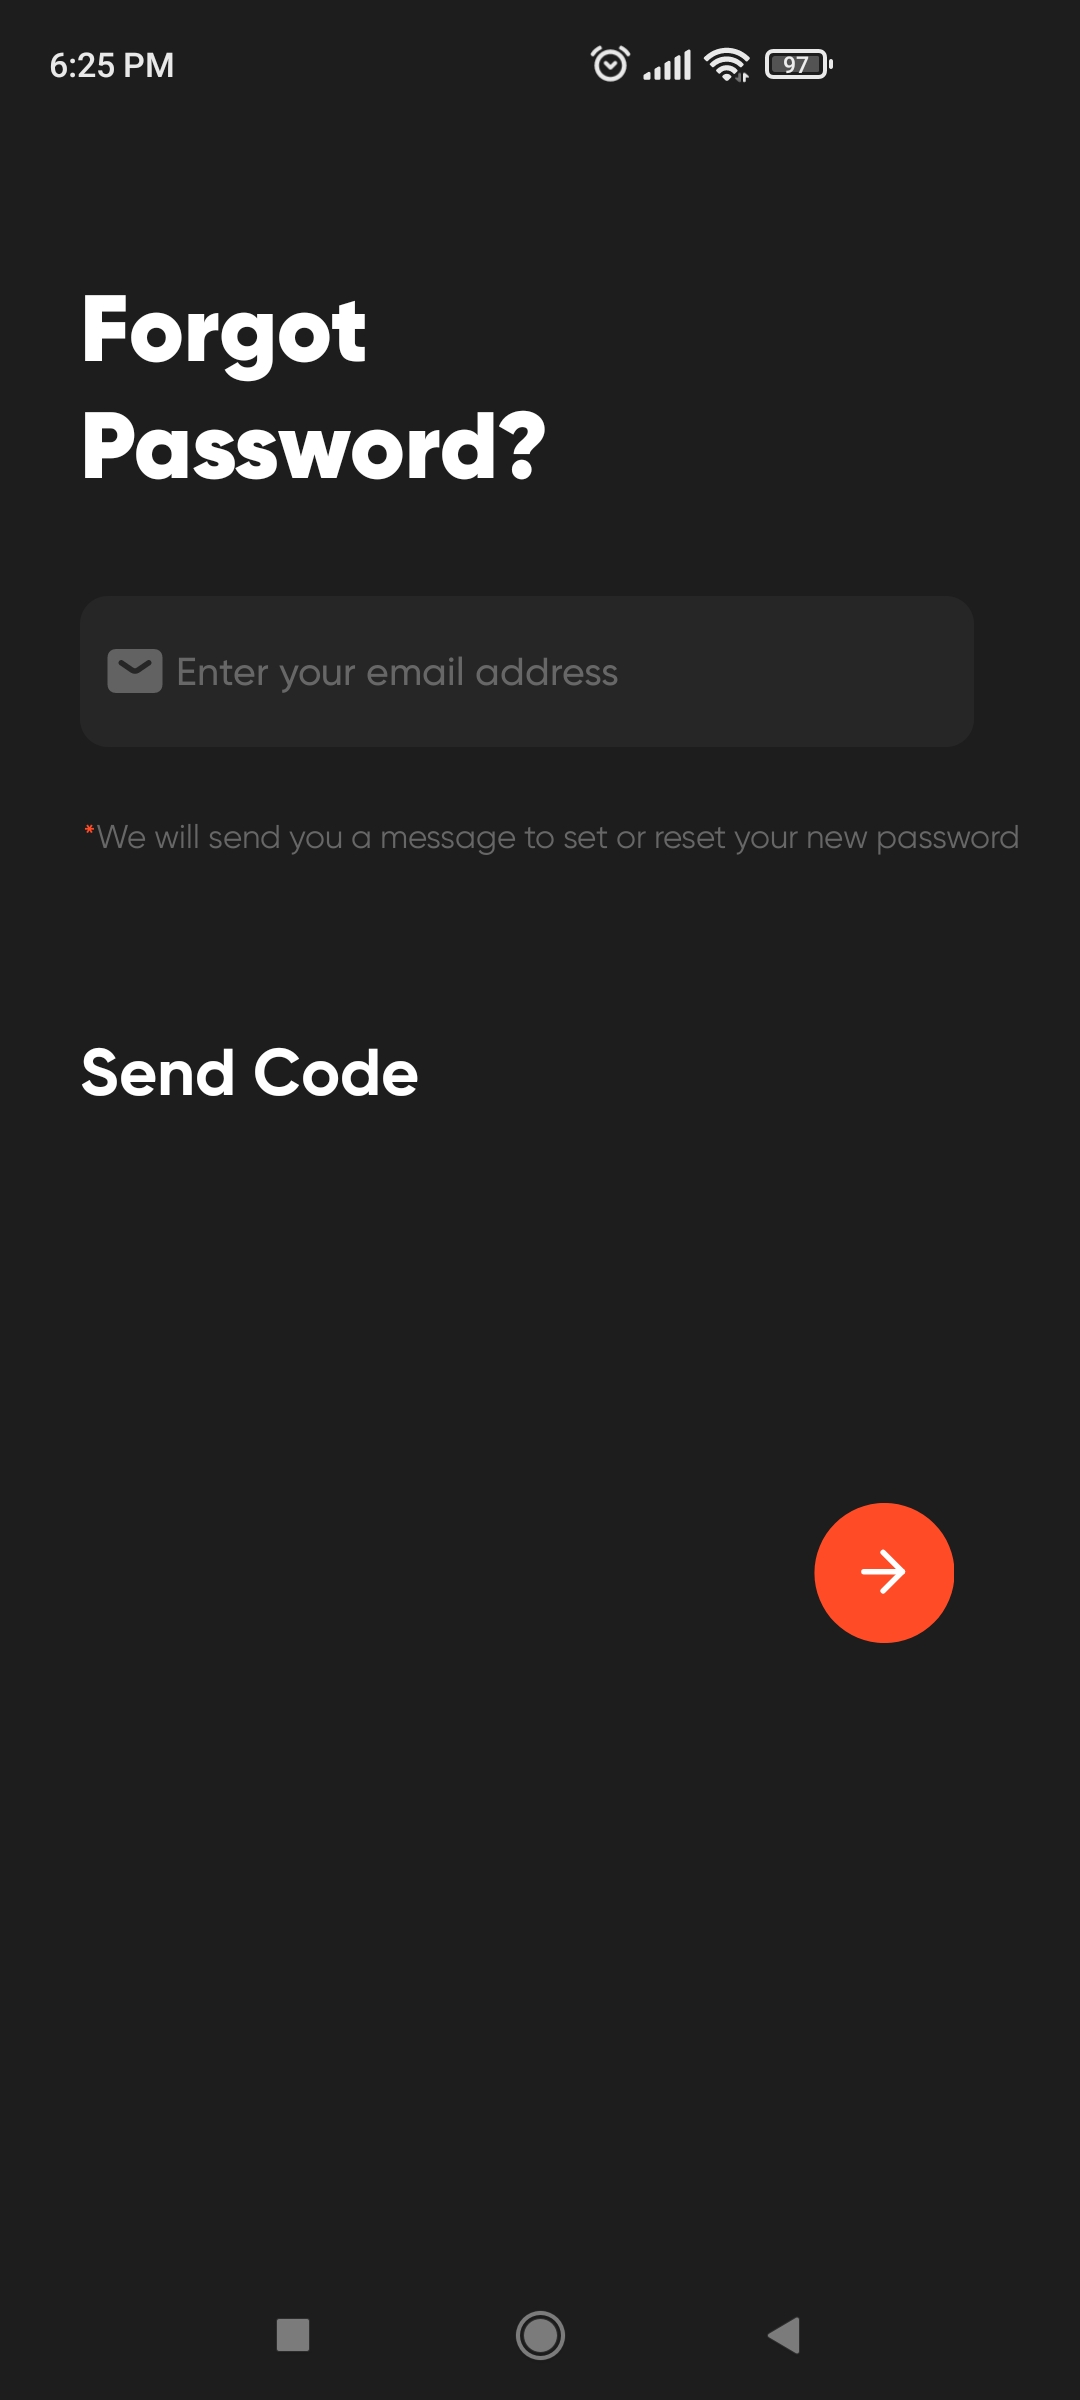 6:25 PM
97
Forgot
Password?
Enter your email address
*We will send you a message to set or reset your new password
Send Code